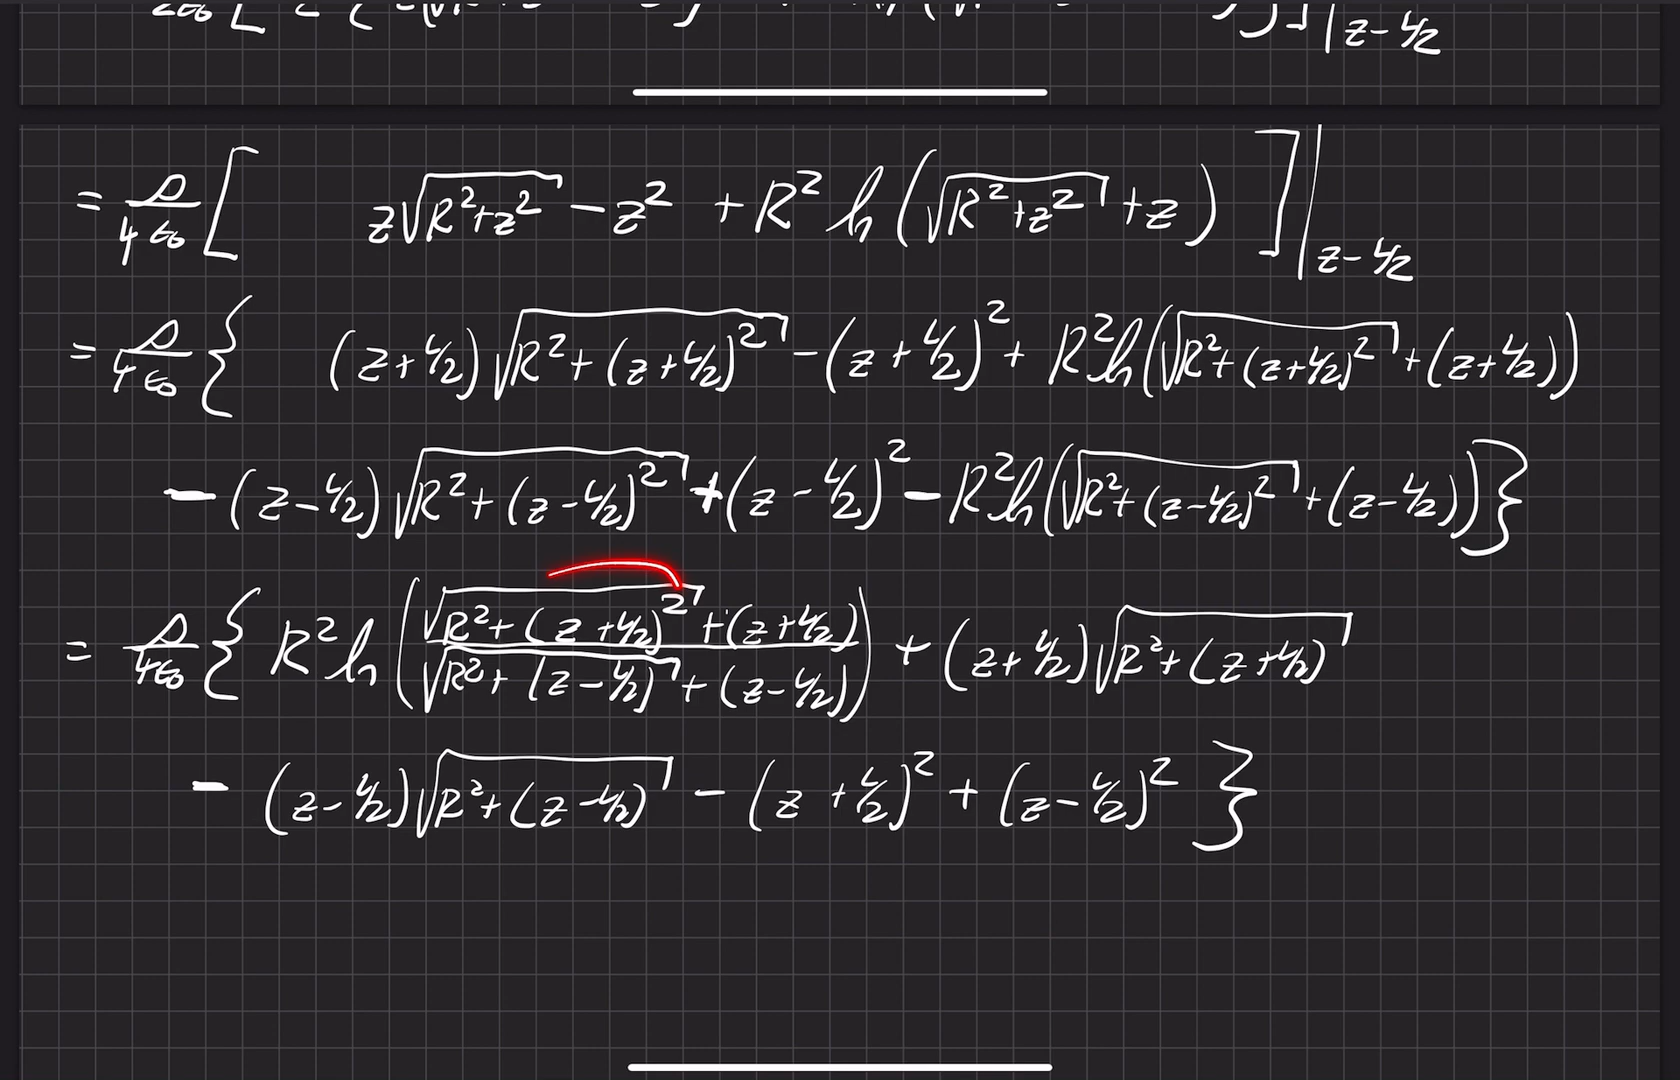 z-L/2
= ρ/4ε₀ [ z√(R²+z²) - z² + R² ln(√(R²+z²) + z) ] |z-L/2
= ρ/4ε₀ { (z+L/2)√(R²+(z+L/2)²) - (z+L/2)² + R² ln(√(R²+(z+L/2)²) + (z+L/2))
- (z-L/2)√(R²+(z-L/2)²) + (z-L/2)² - R² ln(√(R²+(z-L/2)²) + (z-L/2)) }
= ρ/4ε₀ { R² ln( (√(R²+(z+L/2)²) + (z+L/2)) / (√(R²+(z-L/2)) + (z-L/2)) ) + (z+L/2)√(R²+(z+L/2))
- (z-L/2)√(R²+(z-L/2)) - (z+L/2)² + (z-L/2)² }